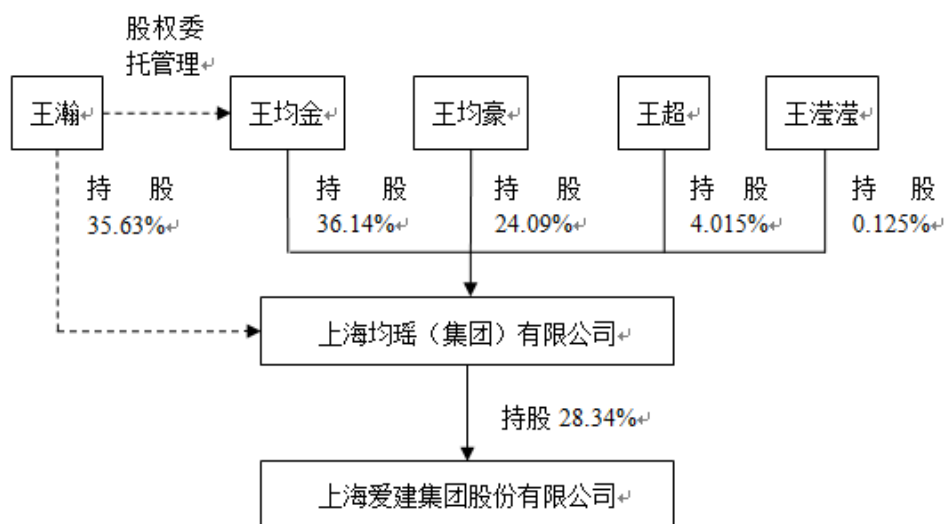 股权委
托管理
王瀚
王均金
王均豪
王超
王滢滢
持 股
35.63%
持 股
36.14%
持 股
24.09%
持 股
4.015%
持 股
0.125%
上海均瑶（集团）有限公司
持股 28.34%
上海爱建集团股份有限公司